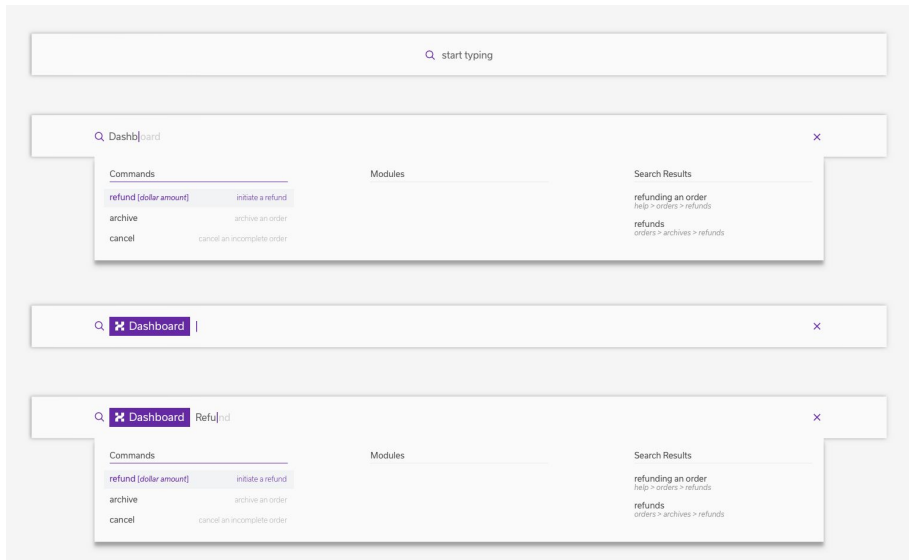 start typing
Dashboard
Commands Modules Search Results
refund [dollar amount] initiate a refund refunding an order
help > orders > refunds
archive archive an order refunds
orders > archives > refunds
cancel cancel an incomplete order
Dashboard
Dashboard Refund
Commands Modules Search Results
refund [dollar amount] initiate a refund refunding an order
help > orders > refunds
archive archive an order refunds
orders > archives > refunds
cancel cancel an incomplete order